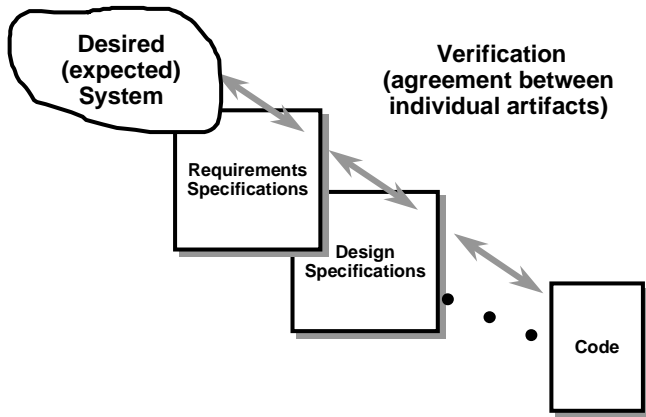 Desired
(expected)
System
Verification
(agreement between
individual artifacts)
Requirements
Specifications
Design
Specifications
Code